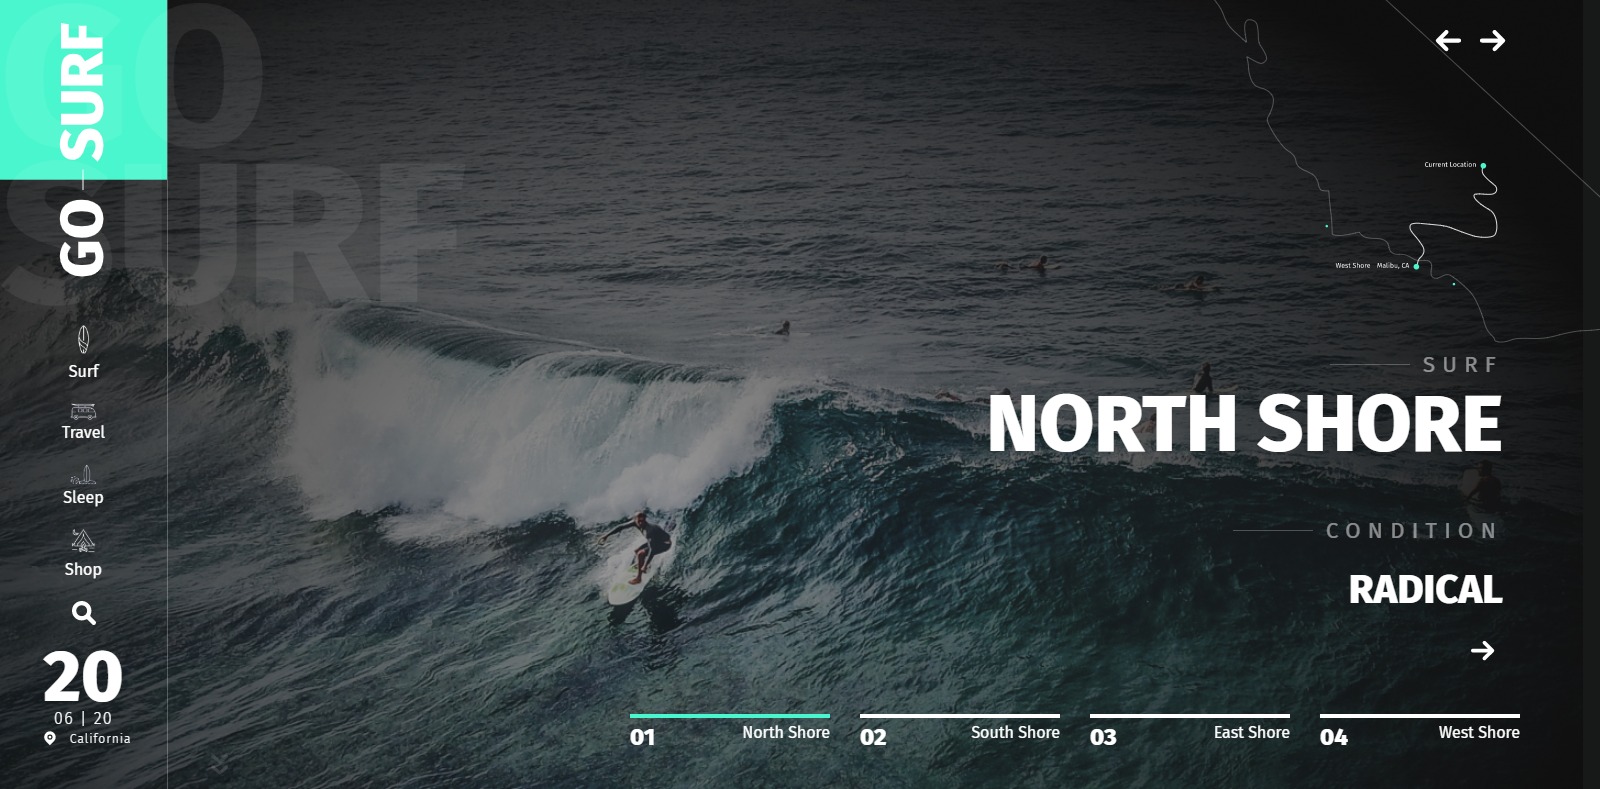 GO
SURF
GO — SURF
Surf
Travel
Sleep
Shop
20
06 | 20
California
Current Location
West Shore Malibu, CA
SURF
NORTH SHORE
CONDITION
RADICAL
01 North Shore
02 South Shore
03 East Shore
04 West Shore